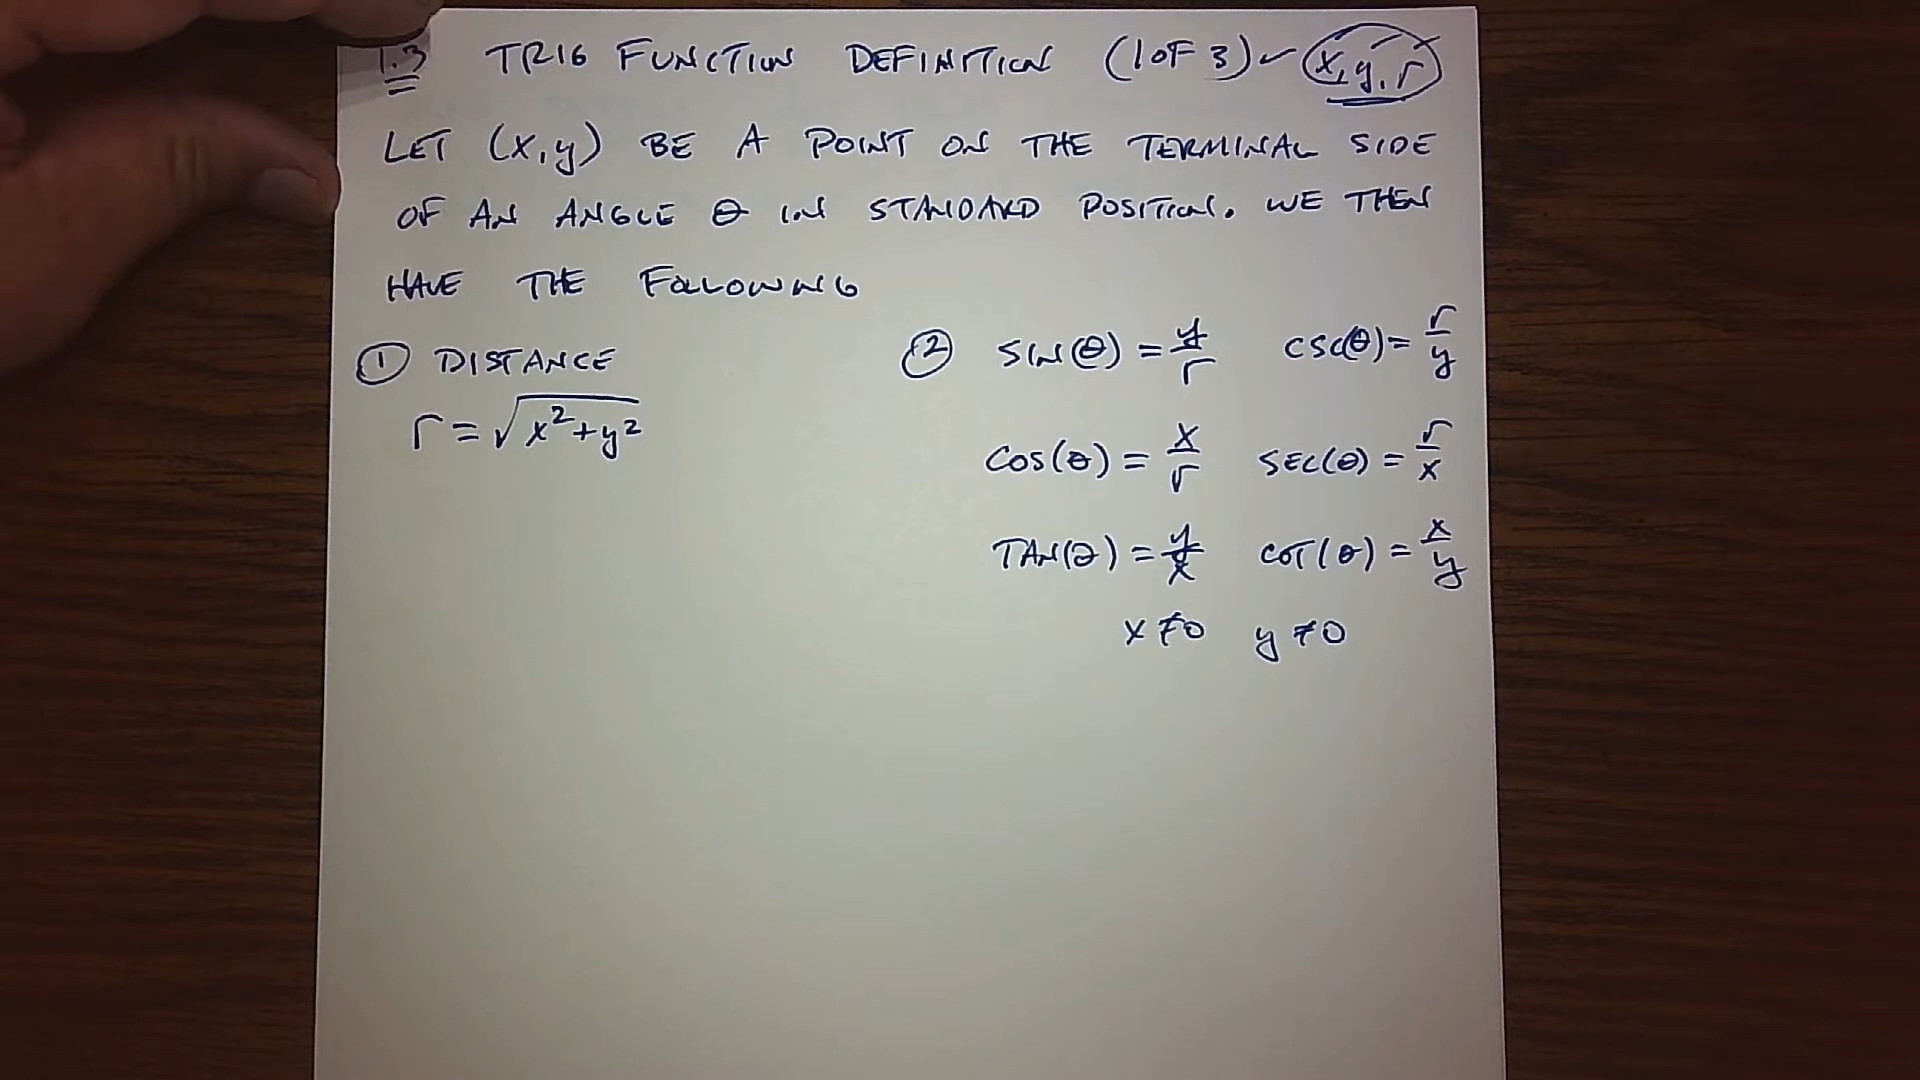 1.3 TRIG FUNCTION DEFINITION (1 OF 3) x, y, r
LET (x,y) BE A POINT ON THE TERMINAL SIDE
OF AN ANGLE θ IN STANDARD POSITION. WE THEN
HAVE THE FOLLOWING
① DISTANCE
r = √(x²+y²)
② SIN(θ) = y/r CSC(θ) = r/y
COS(θ) = x/r SEC(θ) = r/x
TAN(θ) = y/x COT(θ) = x/y
x ≠ 0 y ≠ 0